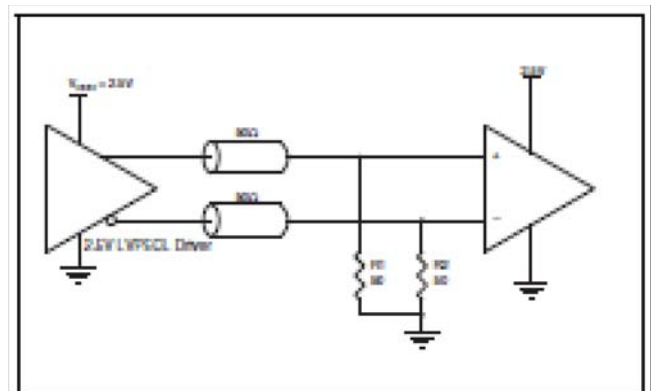 = 2.5V
2.5V
50Ω
50Ω
+
−
2.5V LVPECL Driver
R1
50
R2
50